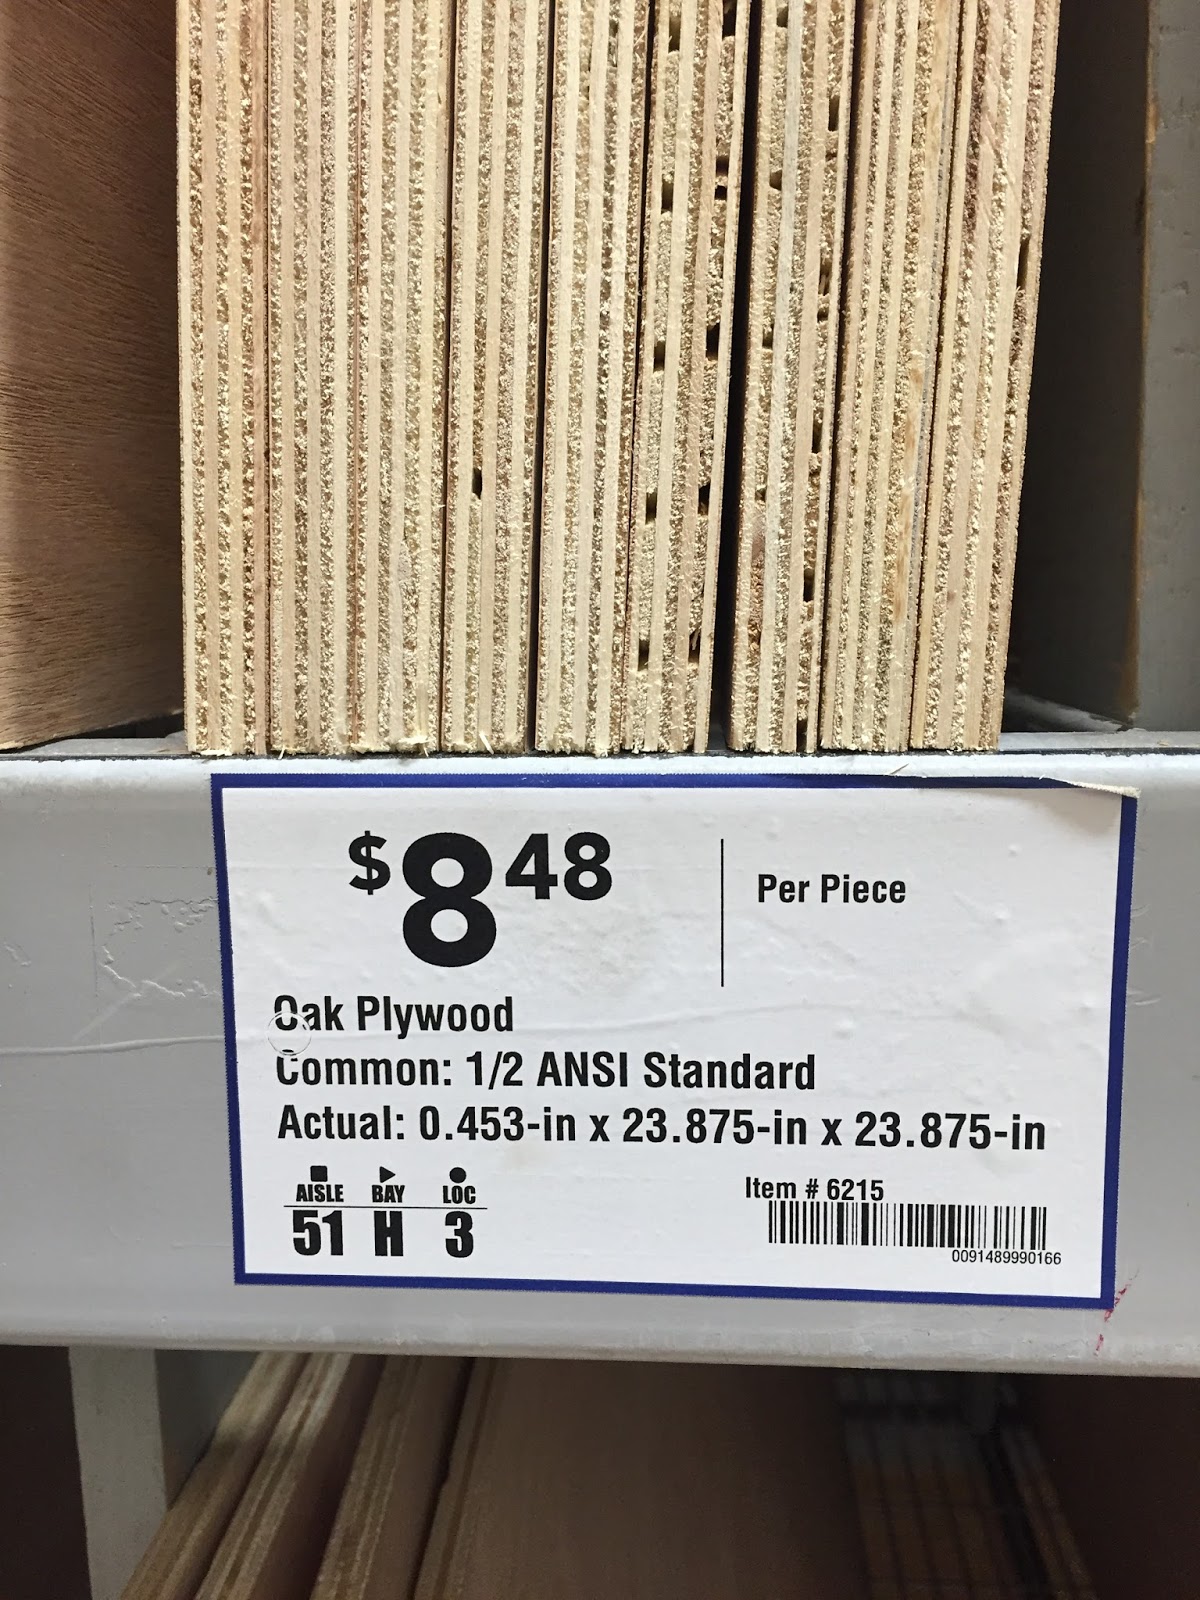 $8 48
Per Piece
Oak Plywood
Common: 1/2 ANSI Standard
Actual: 0.453-in x 23.875-in x 23.875-in
AISLE BAY LOC
51 H 3
Item # 6215
0091489990166